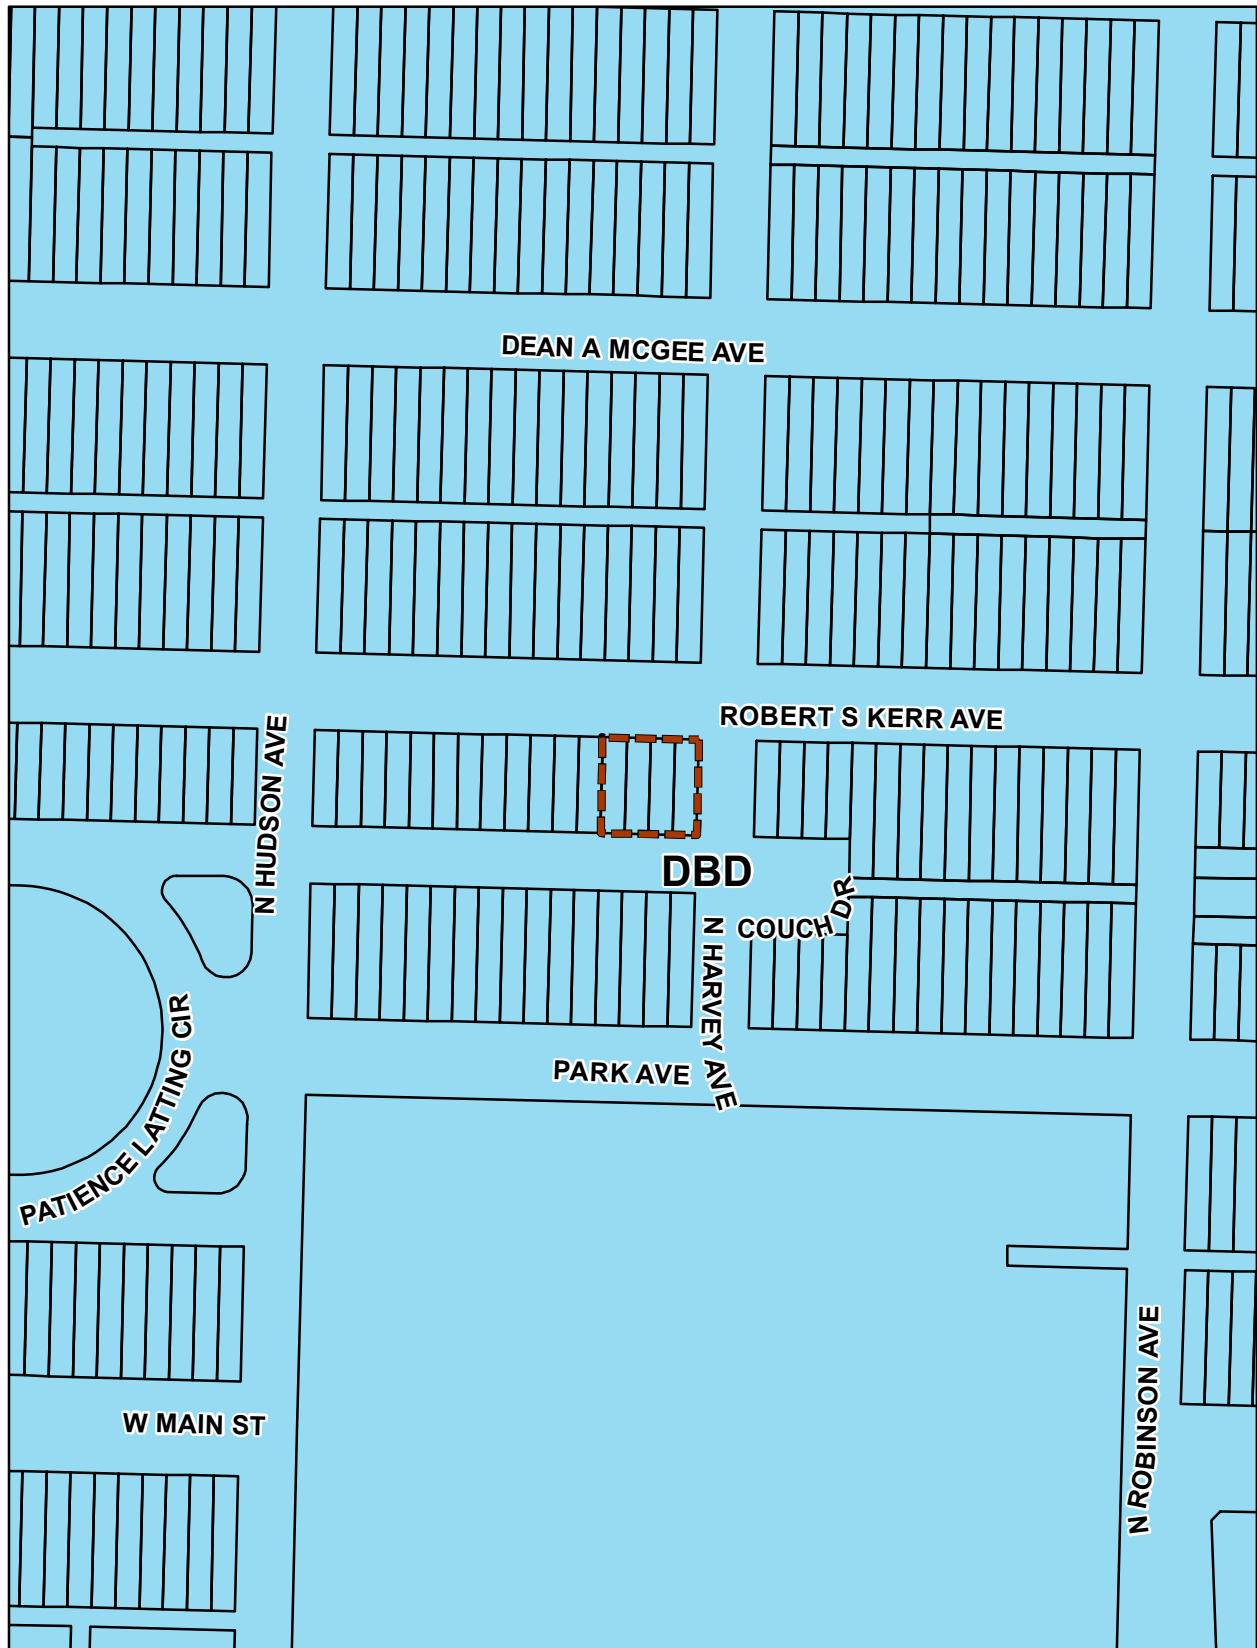 DEAN A MCGEE AVE
ROBERT S KERR AVE
N HUDSON AVE
DBD
COUCH DR
N HARVEY AVE
PARK AVE
PATIENCE LATTING CIR
W MAIN ST
N ROBINSON AVE